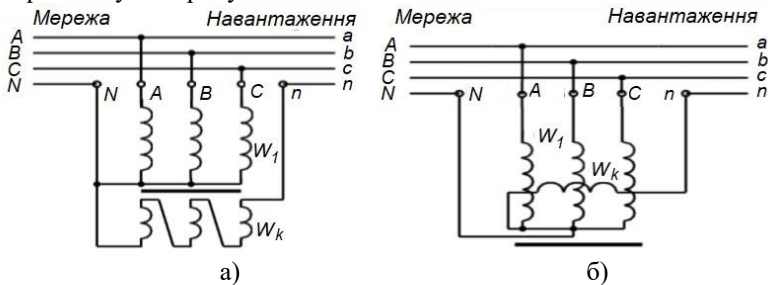 Мережа Навантаження Мережа Навантаження
A a A a
B b B b
C c C c
N N A B C n n N N A B C n n
W1 W1
Wk Wk
а) б)